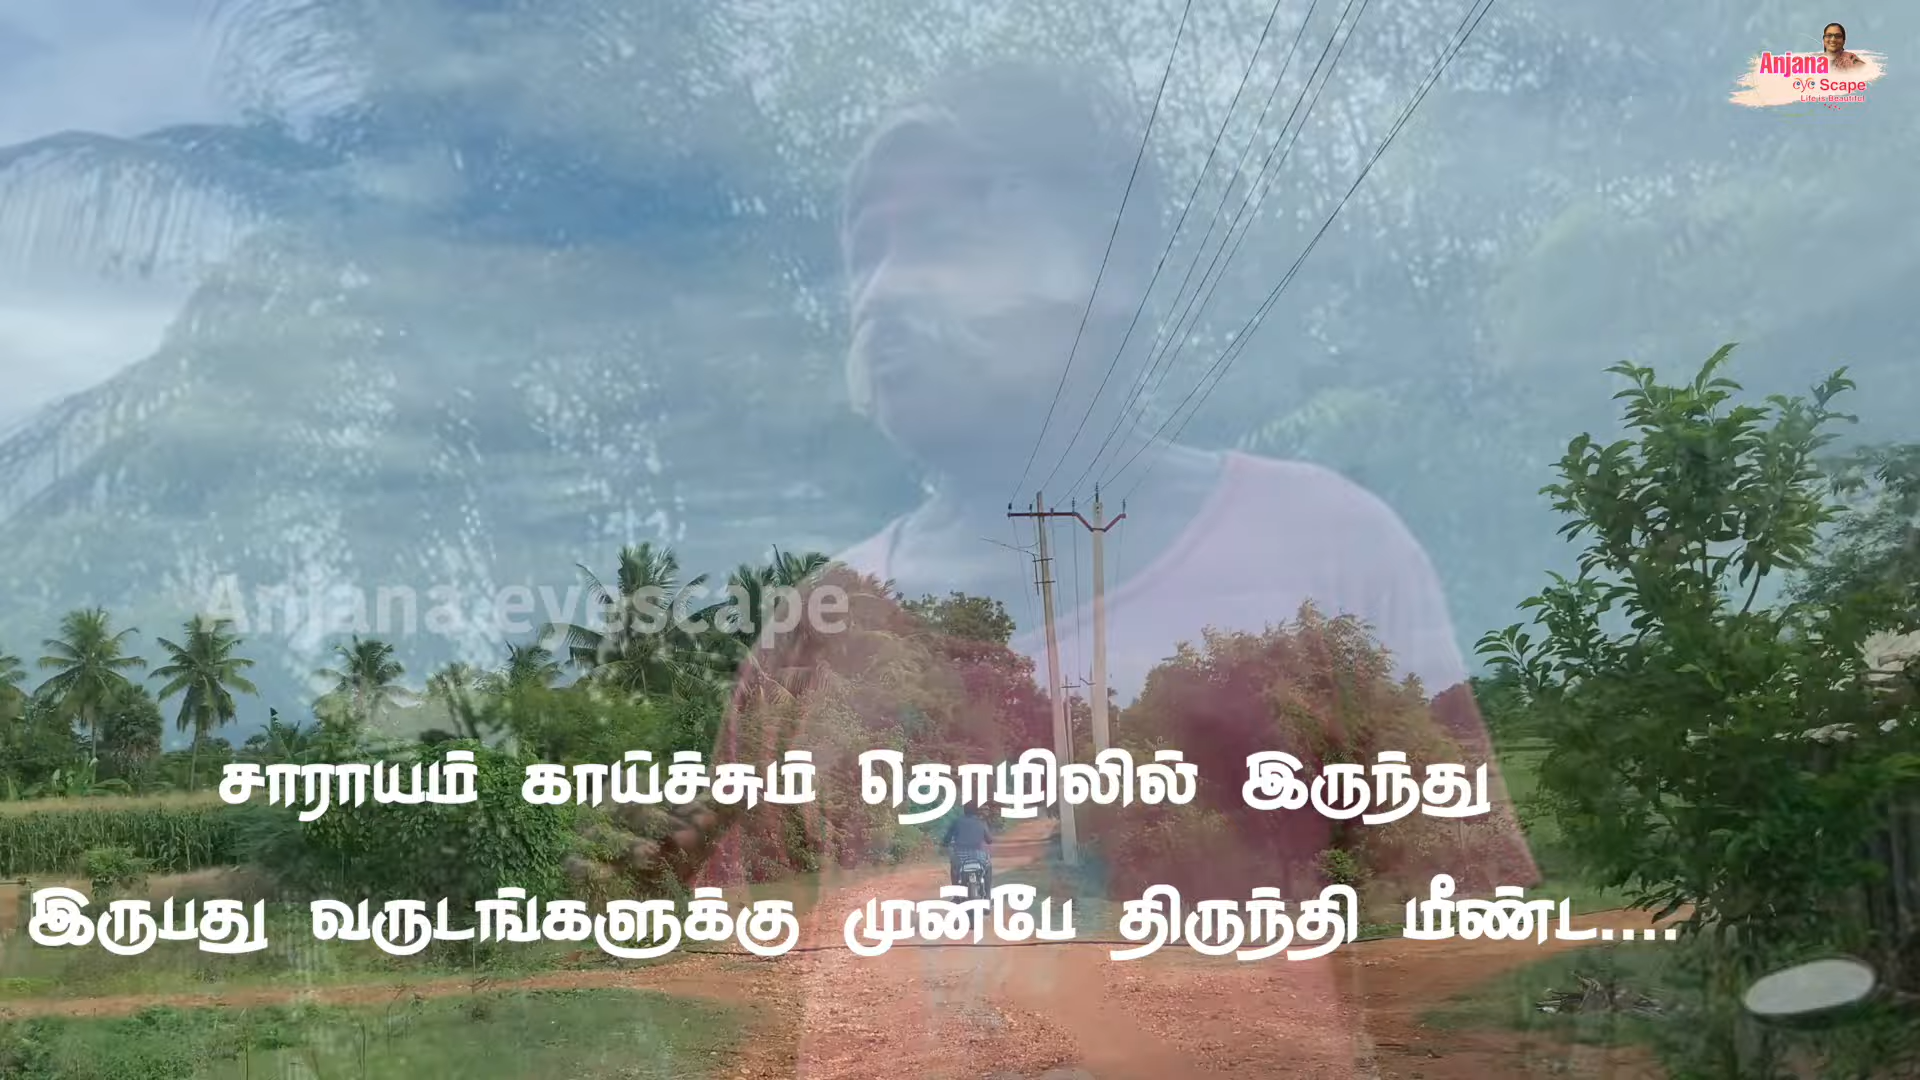 Anjana
eye Scape
Life is Beautiful
Anjana eyescape
சாராயம் காய்ச்சும் தொழிலில் இருந்து
இருபது வருடங்களுக்கு முன்பே திருந்தி மீண்ட....